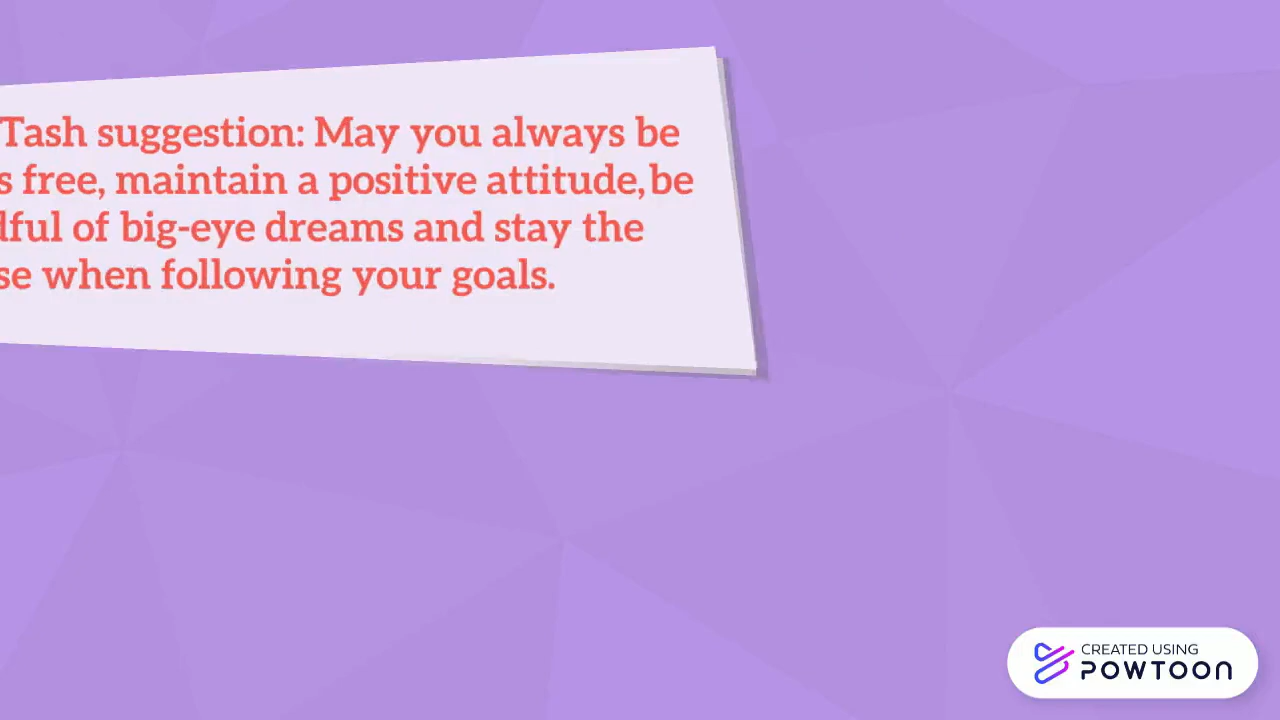 Tash suggestion: May you always be
s free, maintain a positive attitude, be
dful of big-eye dreams and stay the
se when following your goals.
CREATED USING
POWTOON